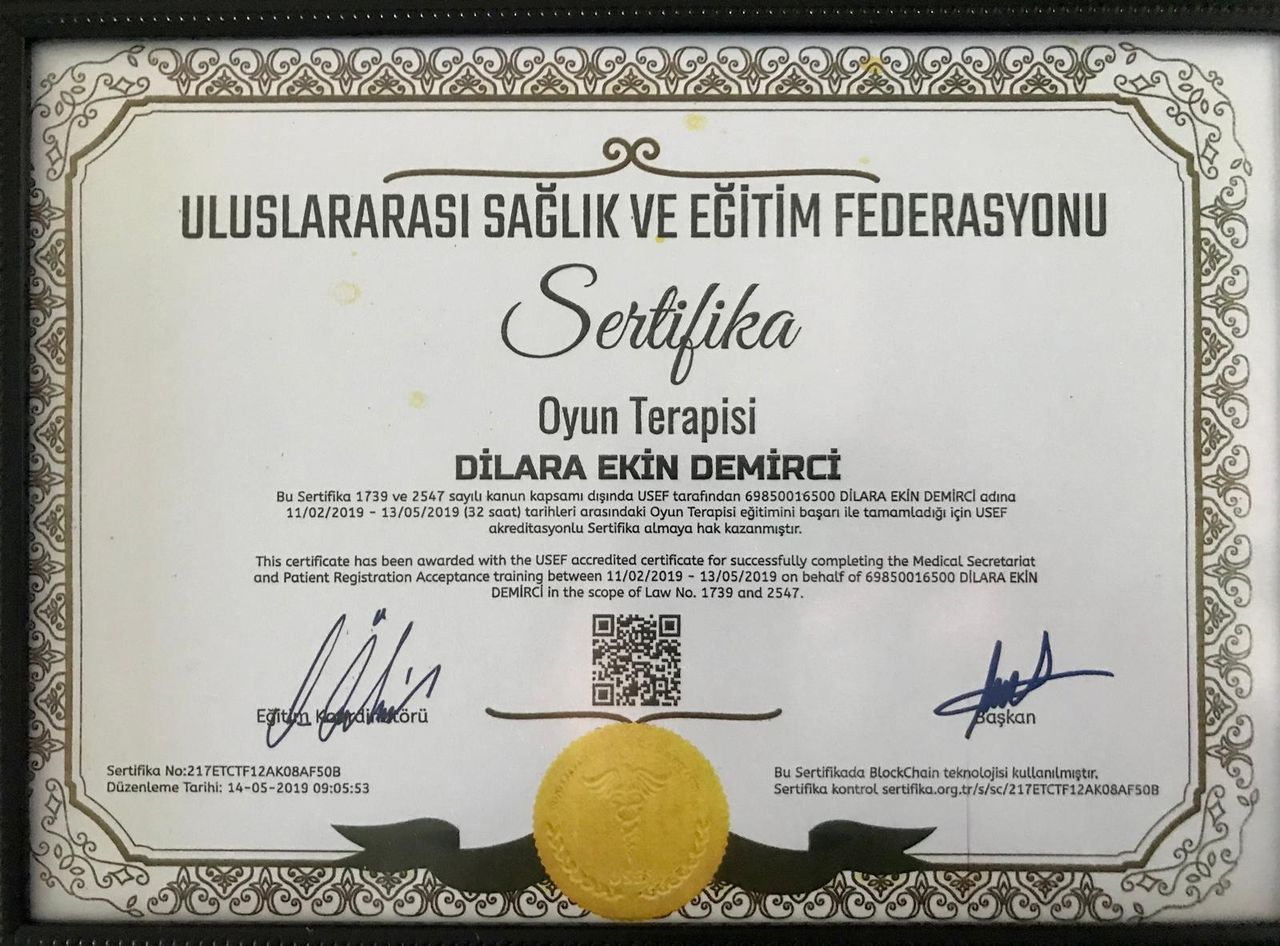 ULUSLARARASI SAĞLIK VE EĞİTİM FEDERASYONU
Sertifika
Oyun Terapisi
DİLARA EKİN DEMİRCİ
Bu Sertifika 1739 ve 2547 sayılı kanun kapsamı dışında USEF tarafından 69850016500 DİLARA EKİN DEMİRCİ adına
11/02/2019 - 13/05/2019 (32 saat) tarihleri arasındaki Oyun Terapisi eğitimini başarı ile tamamladığı için USEF
akreditasyonlu Sertifika almaya hak kazanmıştır.
This certificate has been awarded with the USEF accredited certificate for successfully completing the Medical Secretariat
and Patient Registration Acceptance training between 11/02/2019 - 13/05/2019 on behalf of 69850016500 DİLARA EKİN
DEMİRCİ in the scope of Law No. 1739 and 2547.
Eğitim Koordinatörü
Başkan
Sertifika No:217ETCTF12AK08AF50B
Düzenleme Tarihi: 14-05-2019 09:05:53
Bu Sertifikada BlockChain teknolojisi kullanılmıştır.
Sertifika kontrol sertifika.org.tr/s/sc/217ETCTF12AK08AF50B